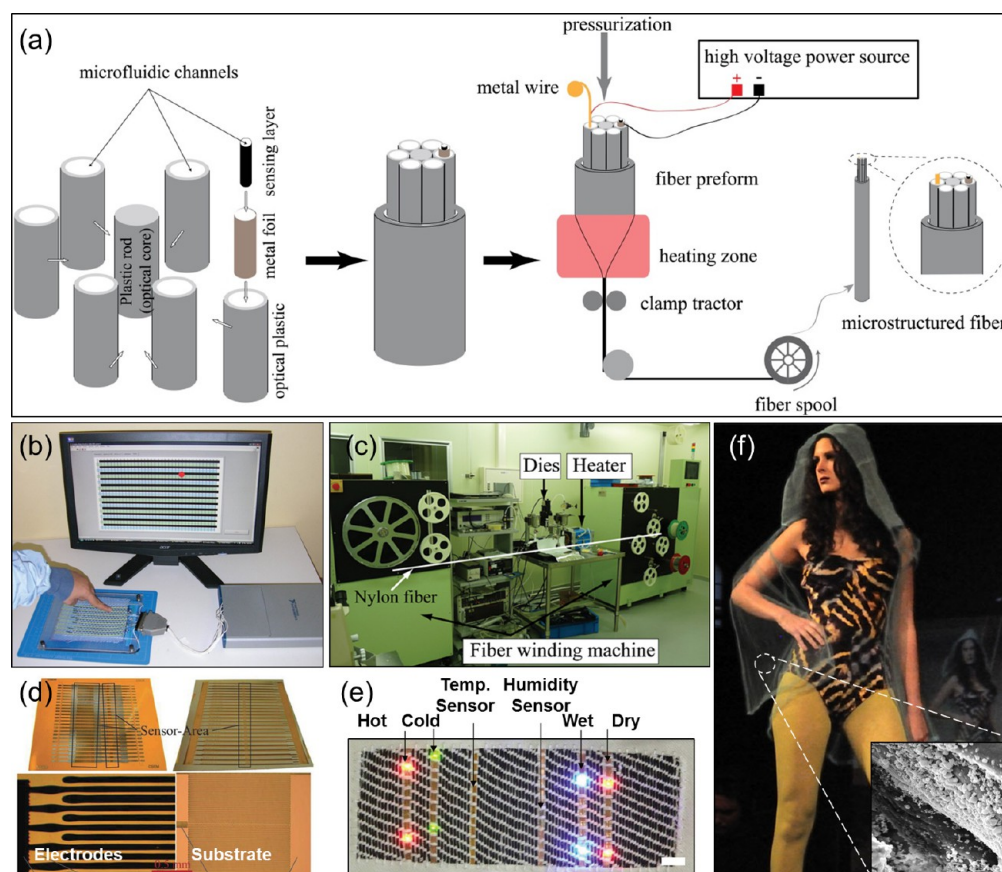 (a)
pressurization
high voltage power source
+ -
microfluidic channels
metal wire
sensing layer
metal foil
optical plastic
Plastic rod
(optical core)
fiber preform
heating zone
clamp tractor
microstructured fiber
fiber spool
(b)
(c)
Dies
Heater
Nylon fiber
Fiber winding machine
(d)
Sensor-Area
Electrodes
Substrate
(e)
Temp. Humidity
Hot Cold Sensor Sensor Wet Dry
(f)